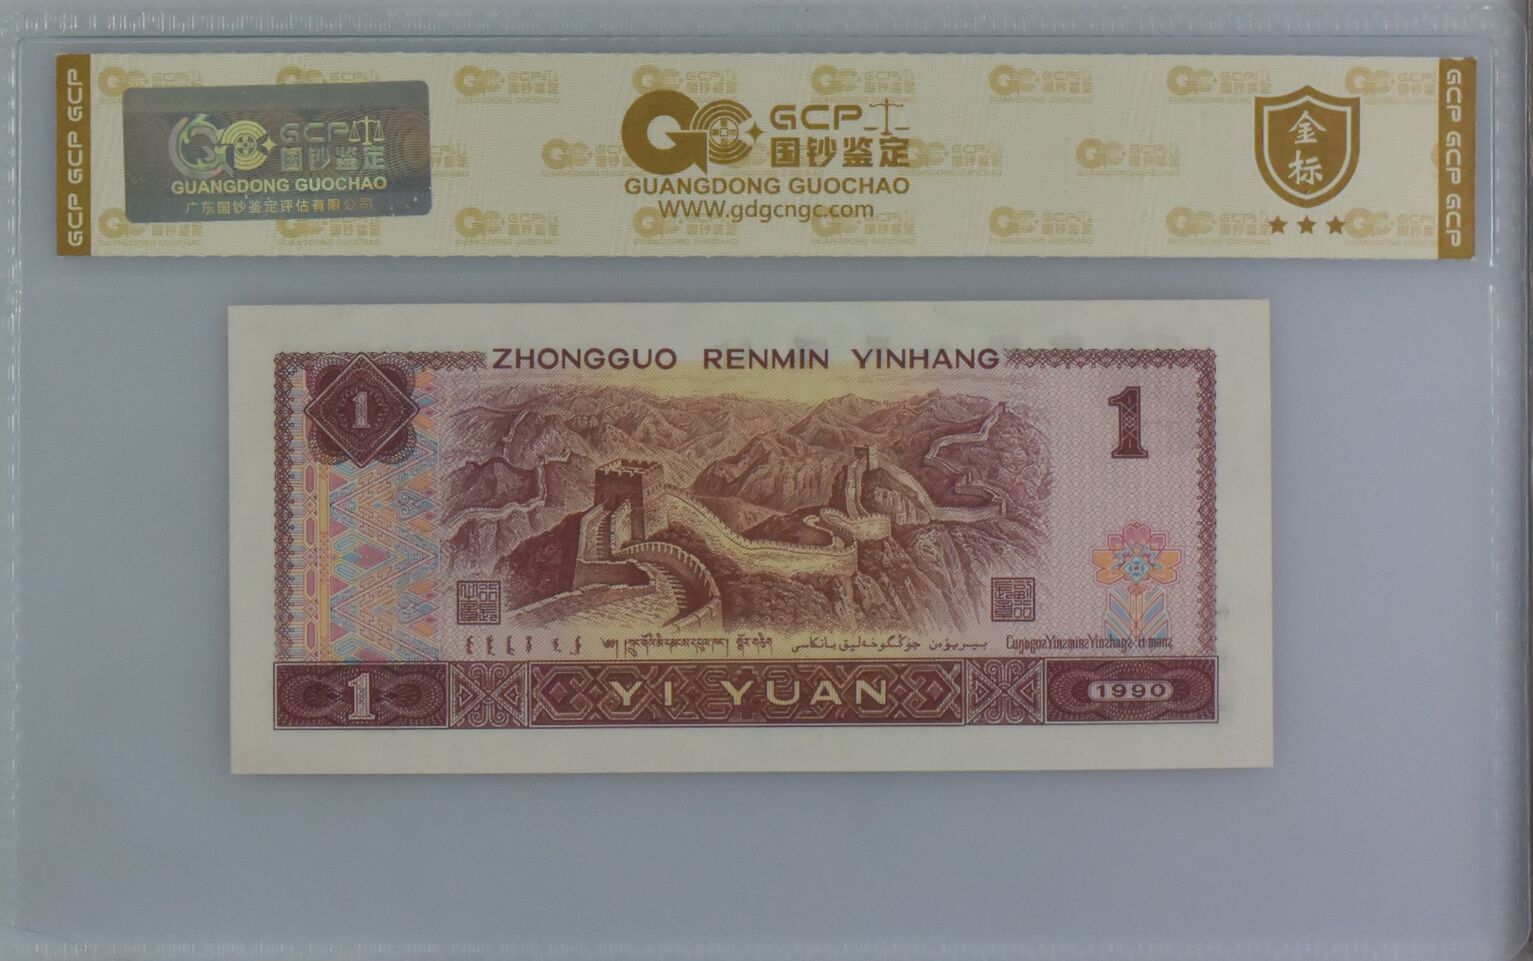 GCP GCP GCP
GCP
国钞鉴定
GUANGDONG GUOCHAO
广东国钞鉴定评估有限公司
GCP
国钞鉴定
GUANGDONG GUOCHAO
www.gdgcngc.com
金标
GCP GCP GCP
ZHONGGUO RENMIN YINHANG
1
1
1
YI YUAN
1990